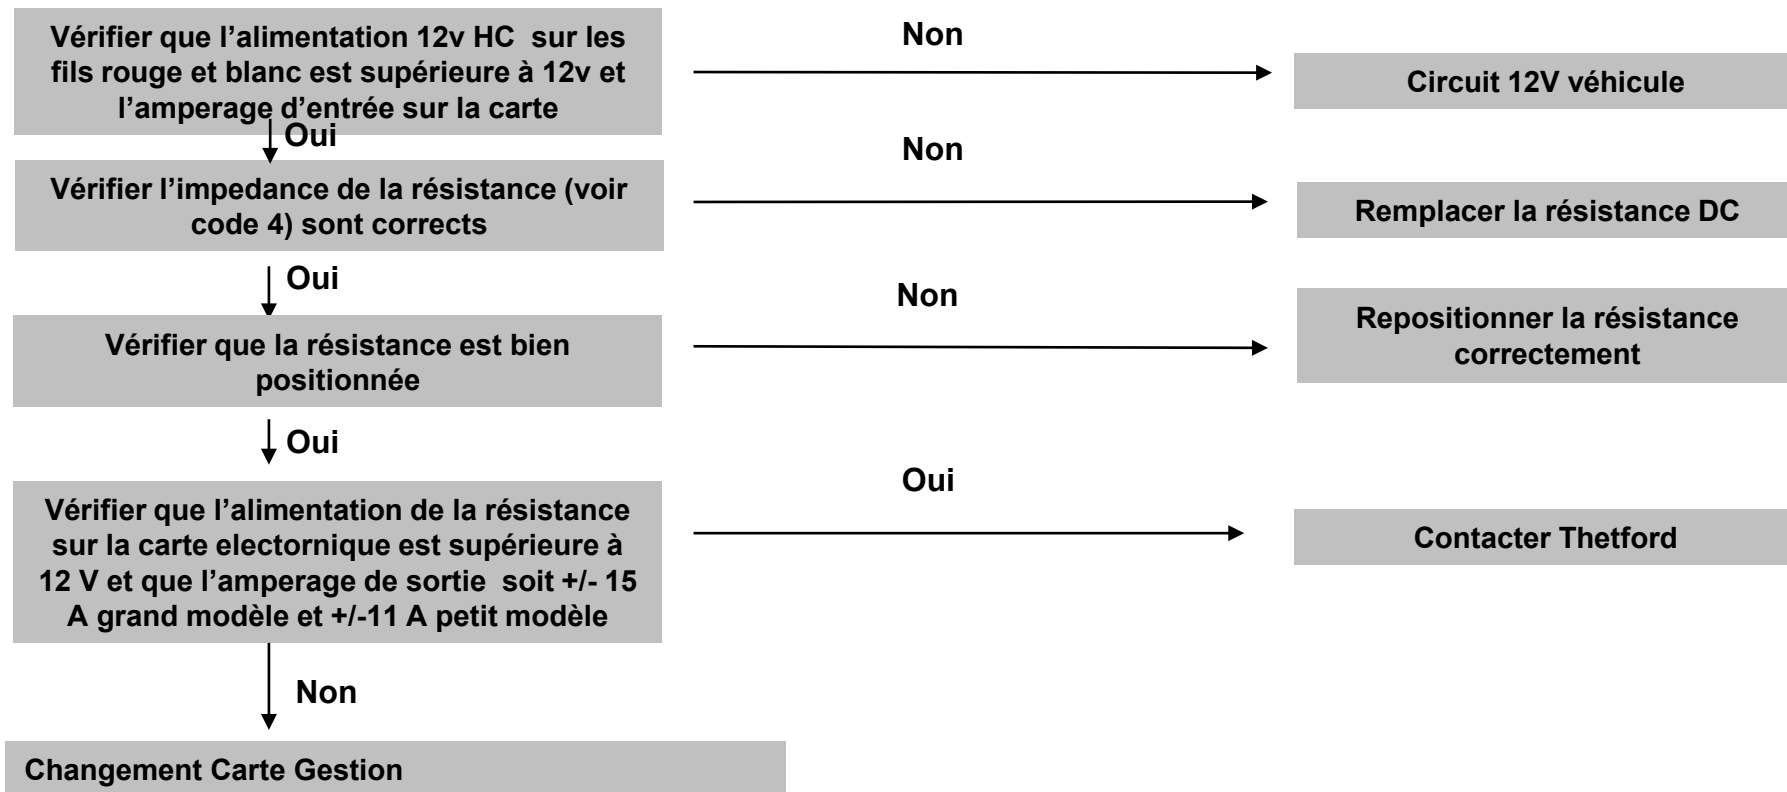 Vérifier que l’alimentation 12v HC  sur les
fils rouge et blanc est supérieure à 12v et
l’amperage d’entrée sur la carte
Non
Circuit 12V véhicule
Oui
Vérifier l’impedance de la résistance (voir
code 4) sont corrects
Non
Remplacer la résistance DC
Oui
Vérifier que la résistance est bien
positionnée
Non
Repositionner la résistance
correctement
Oui
Vérifier que l’alimentation de la résistance
sur la carte electornique est supérieure à
12 V et que l’amperage de sortie  soit +/- 15
A grand modèle et +/-11 A petit modèle
Oui
Contacter Thetford
Non
Changement Carte Gestion